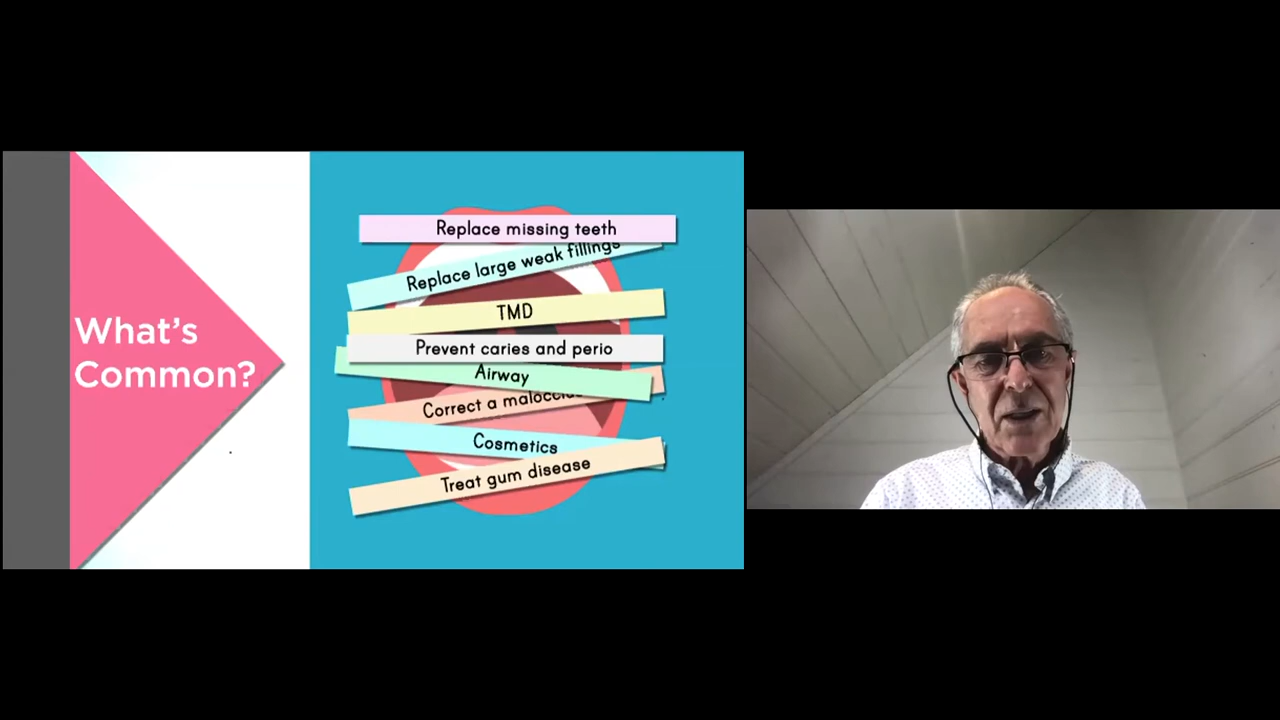 What's
Common?
Replace missing teeth
Replace large weak fillings
TMD
Prevent caries and perio
Airway
Correct a
Cosmetics
Treat gum disease